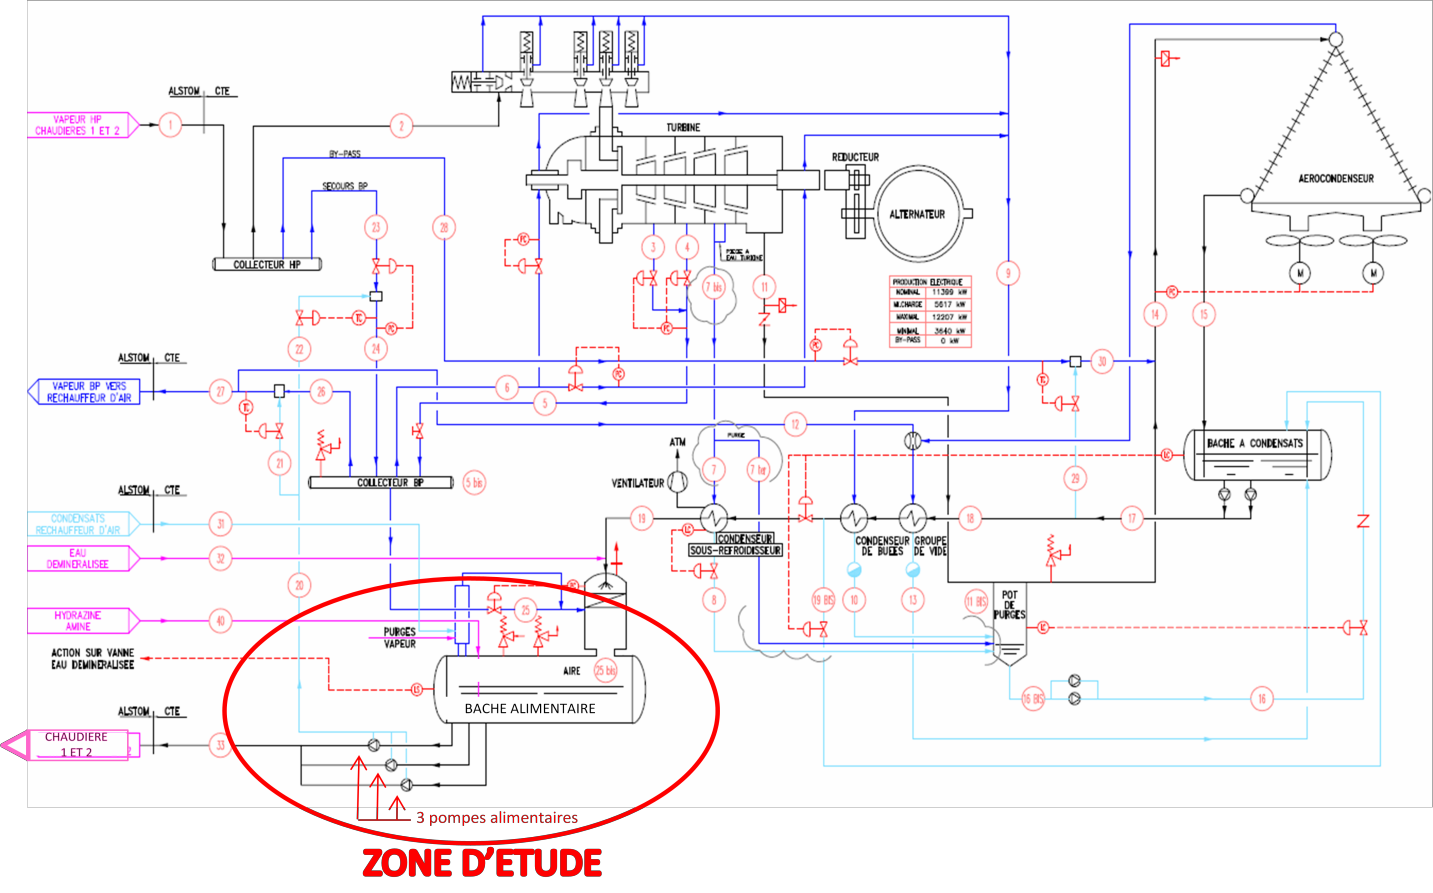 ALSTOM CTE
VAPEUR HP
CHAUDIERES 1 ET 2
1
2
BY-PASS
SECOURS BP
COLLECTEUR HP
TURBINE
REDUCTEUR
ALTERNATEUR
AEROCONDENSEUR
M
M
23
28
3
4
7 bis
11
9
14
15
PRODUCTION ELECTRIQUE
NOMINAL 11399 kW
MI.CHARGE 5617 kW
MAXIMAL 12207 kW
MINIMAL 3640 kW
BY-PASS 0 kW
22
24
ALSTOM CTE
VAPEUR BP VERS
RECHAUFFEUR D'AIR
27
26
6
5
30
12
21
COLLECTEUR BP
5 bis
ATM
VENTILATEUR
PURGE
7
7 ter
BACHE A CONDENSATS
29
ALSTOM CTE
CONDENSATS
RECHAUFFEUR D'AIR
31
19
18
17
CONDENSEUR
SOUS-REFROIDISSEUR
CONDENSEUR
DE BUEES
GROUPE
DE VIDE
EAU
DEMINERALISEE
32
20
25
8
19 BIS
10
13
11 BIS
POT
DE
PURGES
HYDRAZINE
AMINE
40
PURGES
VAPEUR
ACTION SUR VANNE
EAU DEMINERALISEE
AIRE
25 bis
BACHE ALIMENTAIRE
16 BIS
16
ALSTOM CTE
CHAUDIERE
1 ET 2
33
3 pompes alimentaires
ZONE D'ETUDE